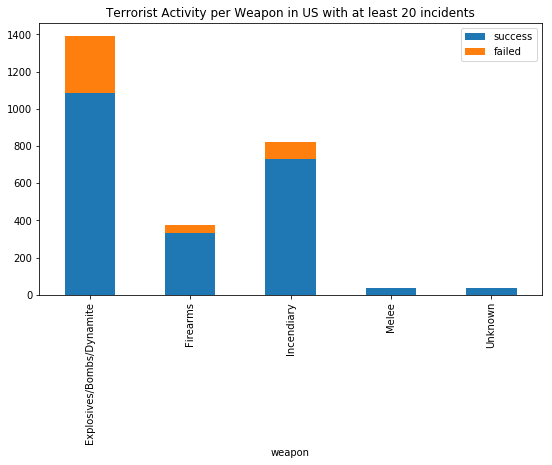 Terrorist Activity per Weapon in US with at least 20 incidents
success
failed
1400
1200
1000
800
600
400
200
0
Explosives/Bombs/Dynamite
Firearms
Incendiary
Melee
Unknown
weapon